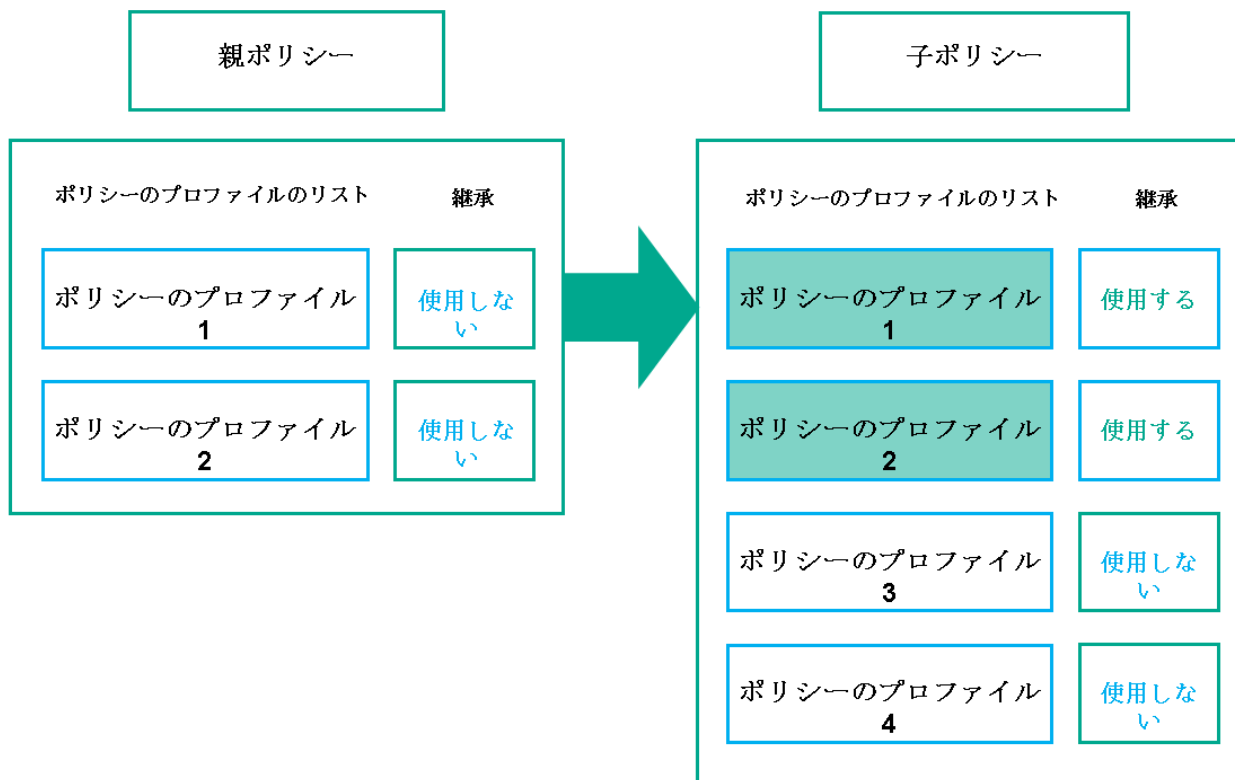 親ポリシー
子ポリシー
ポリシーのプロファイルのリスト
継承
ポリシーのプロファイル
1
使用しな
い
ポリシーのプロファイル
2
使用しな
い
ポリシーのプロファイルのリスト
継承
ポリシーのプロファイル
1
使用する
ポリシーのプロファイル
2
使用する
ポリシーのプロファイル
3
使用しな
い
ポリシーのプロファイル
4
使用しな
い